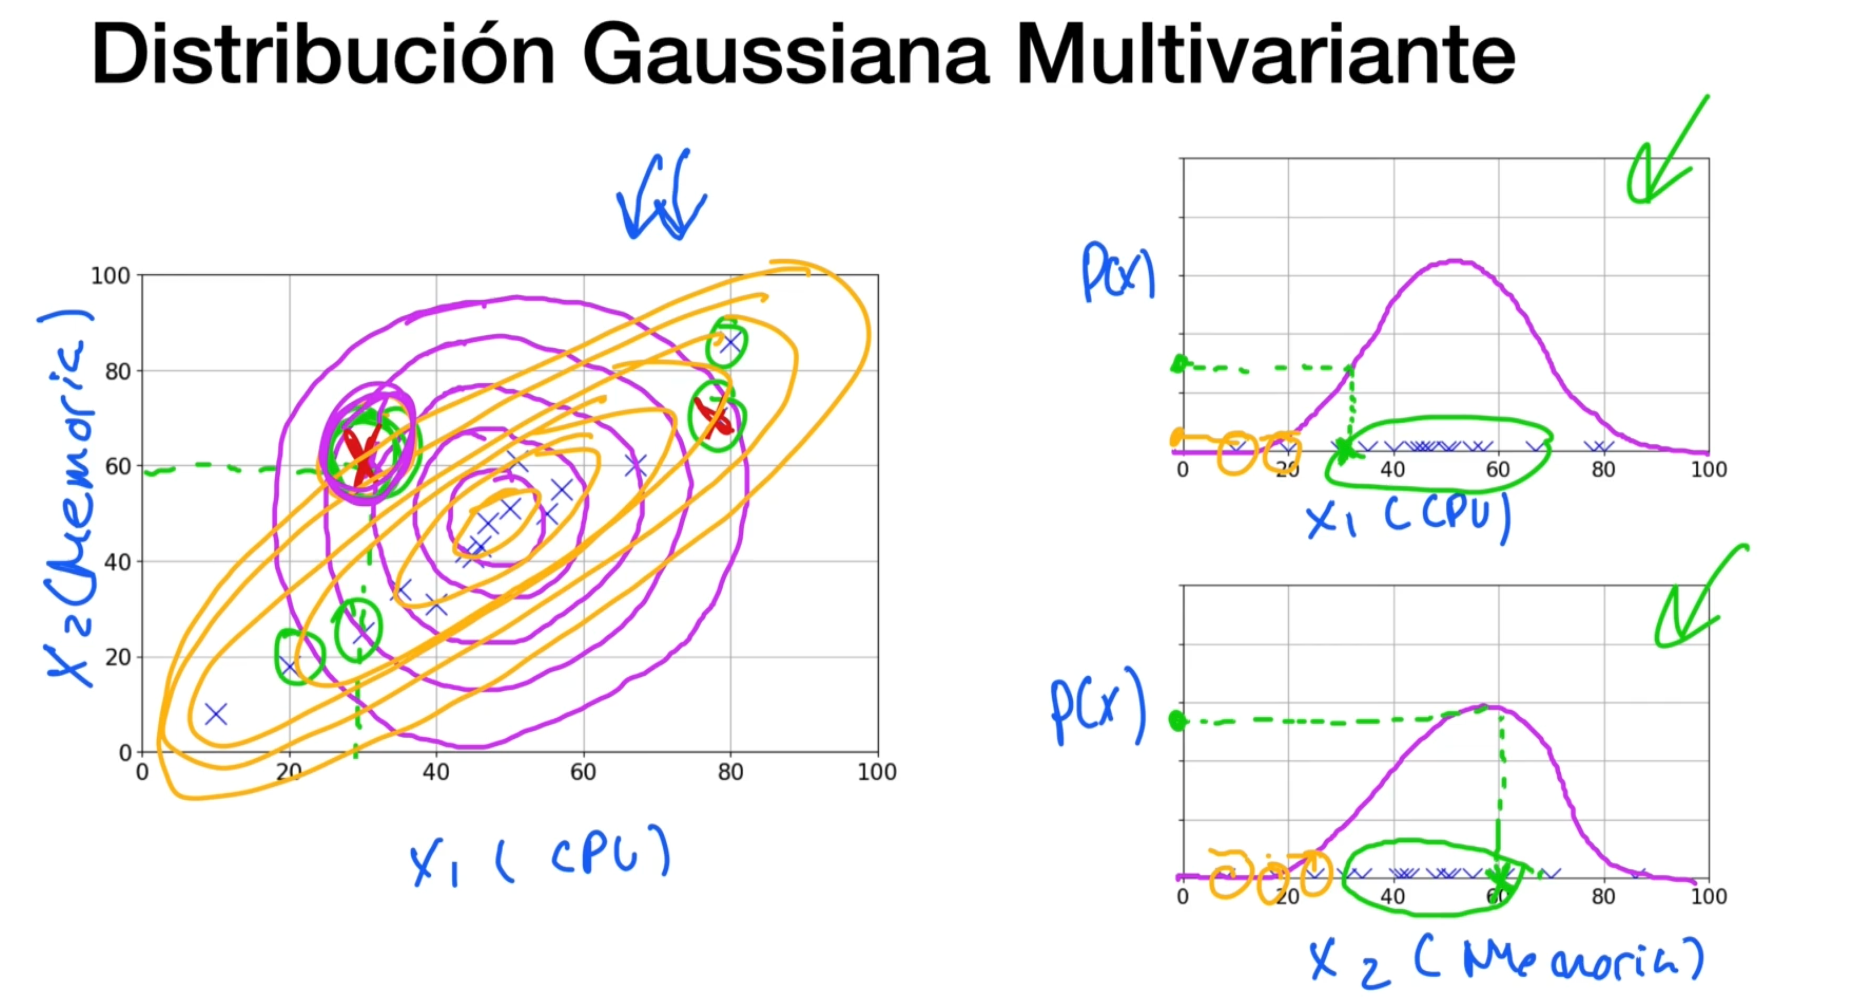 Distribución Gaussiana Multivariante
100
80
60
40
20
0
0 20 40 60 80 100
X2 (Memoria)
X1 ( CPU)
P(x)
0 20 40 60 80 100
X1 (CPU)
P(x)
0 20 40 60 80 100
X2 (Memoria)